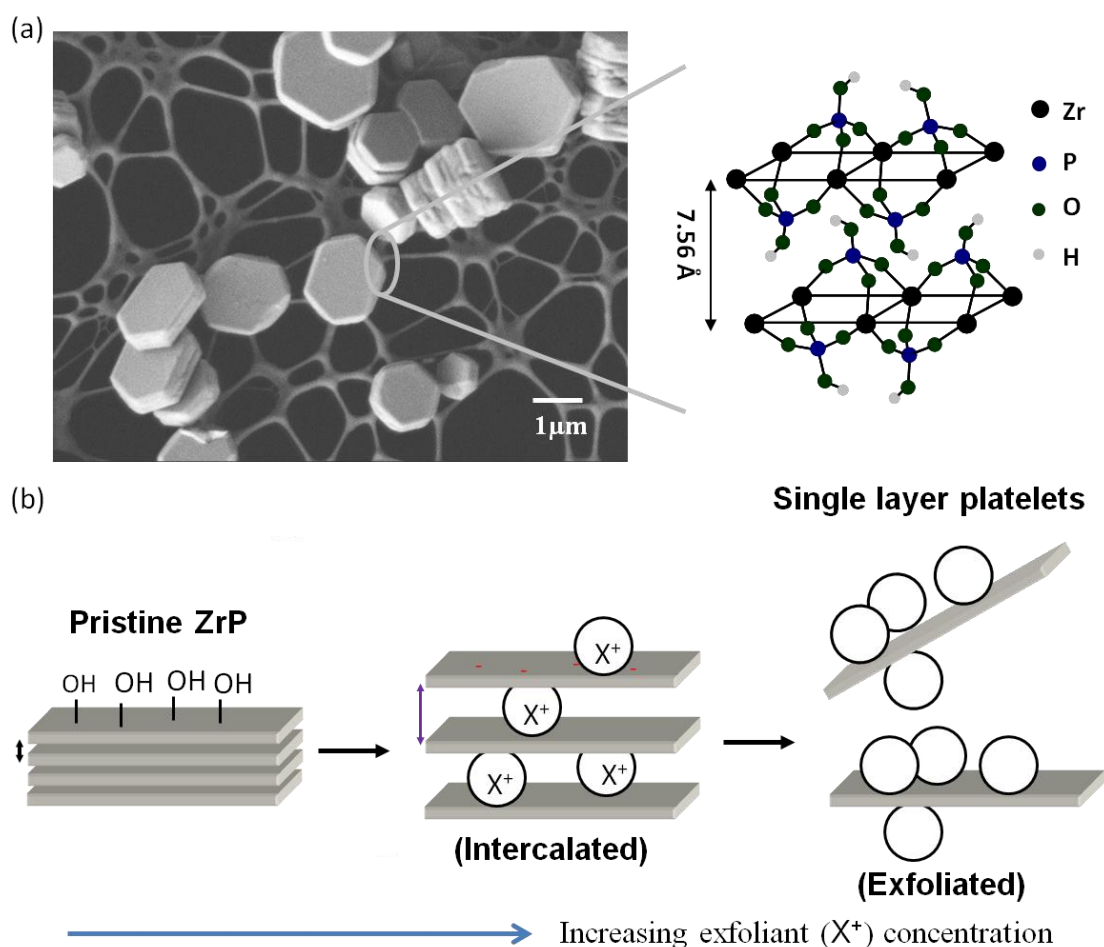 (a)
Zr
P
O
H
7.56 Å
1μm
(b)
Single layer platelets
Pristine ZrP
OH OH OH OH
X⁺
X⁺
X⁺ X⁺
(Intercalated)
(Exfoliated)
Increasing exfoliant (X⁺) concentration